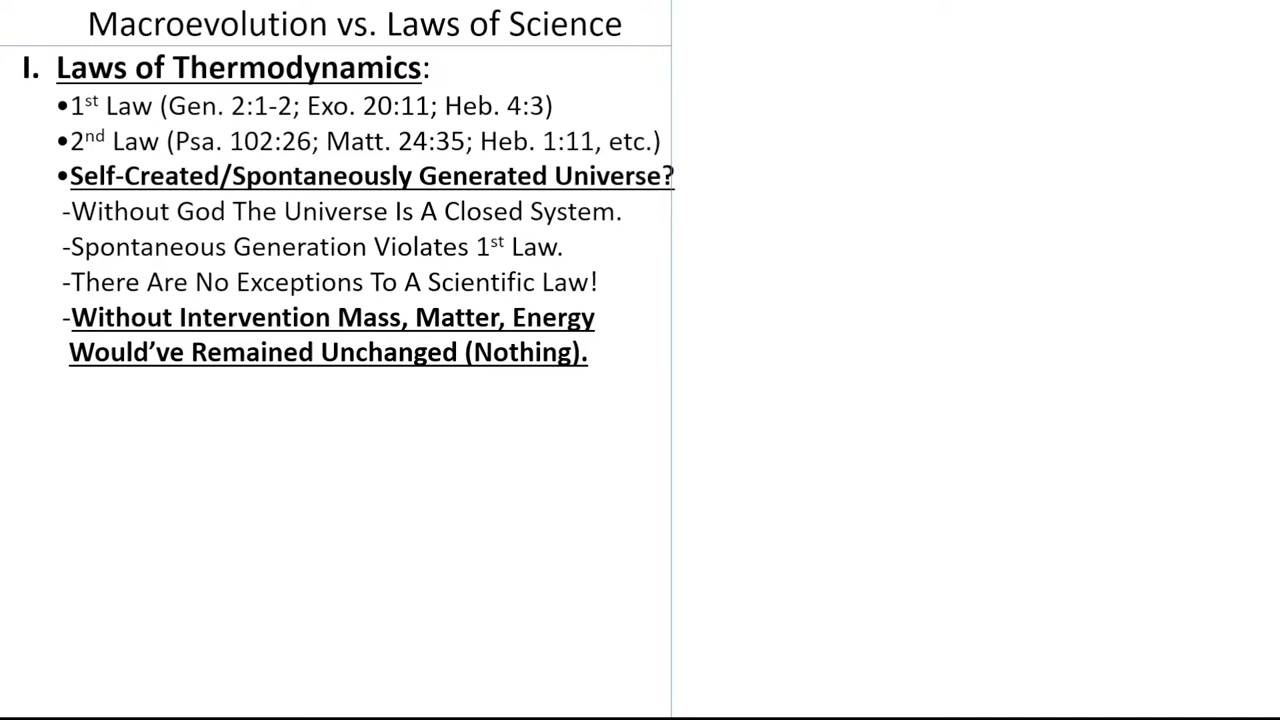 Macroevolution vs. Laws of Science
I. Laws of Thermodynamics:
•1st Law (Gen. 2:1-2; Exo. 20:11; Heb. 4:3)
•2nd Law (Psa. 102:26; Matt. 24:35; Heb. 1:11, etc.)
•Self-Created/Spontaneously Generated Universe?
-Without God The Universe Is A Closed System.
-Spontaneous Generation Violates 1st Law.
-There Are No Exceptions To A Scientific Law!
-Without Intervention Mass, Matter, Energy
Would’ve Remained Unchanged (Nothing).